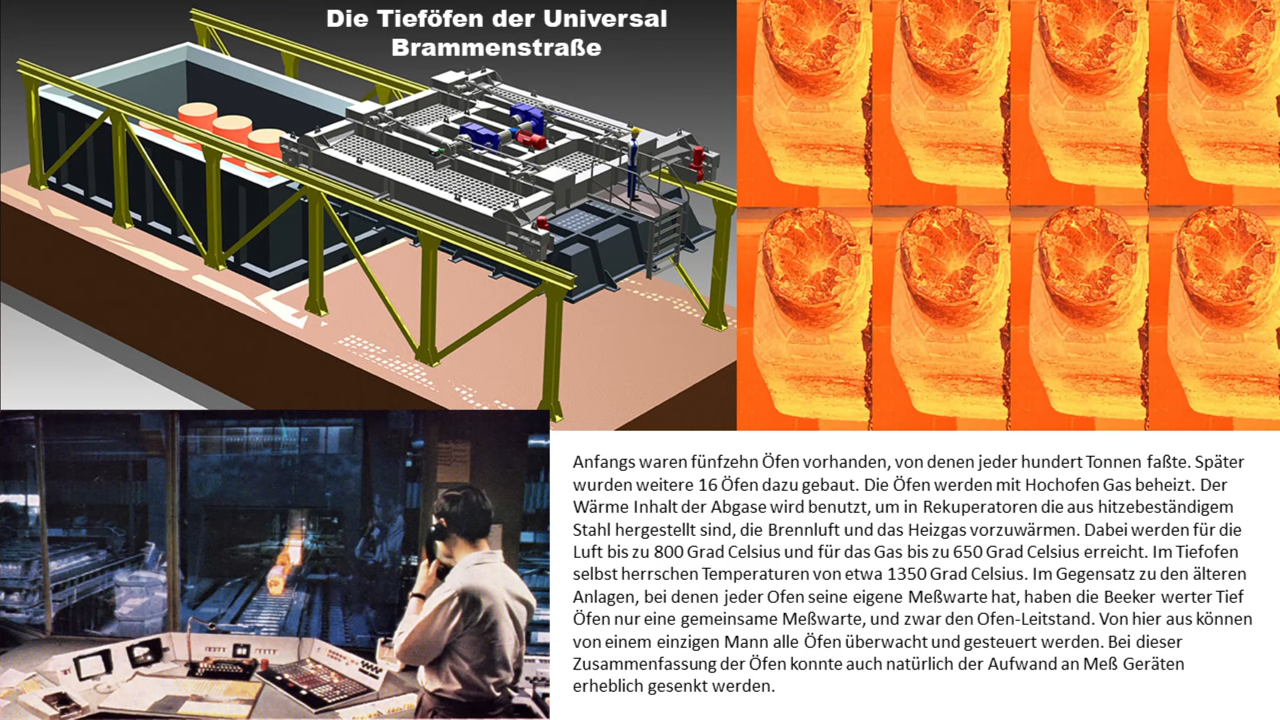 Die Tieföfen der Universal
Brammenstraße
Anfangs waren fünfzehn Öfen vorhanden, von denen jeder hundert Tonnen faßte. Später
wurden weitere 16 Öfen dazu gebaut. Die Öfen werden mit Hochofen Gas beheizt. Der
Wärme Inhalt der Abgase wird benutzt, um in Rekuperatoren die aus hitzebeständigem
Stahl hergestellt sind, die Brennluft und das Heizgas vorzuwärmen. Dabei werden für die
Luft bis zu 800 Grad Celsius und für das Gas bis zu 650 Grad Celsius erreicht. Im Tiefofen
selbst herrschen Temperaturen von etwa 1350 Grad Celsius. Im Gegensatz zu den älteren
Anlagen, bei denen jeder Ofen seine eigene Meßwarte hat, haben die Beeker werter Tief
Öfen nur eine gemeinsame Meßwarte, und zwar den Ofen-Leitstand. Von hier aus können
von einem einzigen Mann alle Öfen überwacht und gesteuert werden. Bei dieser
Zusammenfassung der Öfen konnte auch natürlich der Aufwand an Meß Geräten
erheblich gesenkt werden.